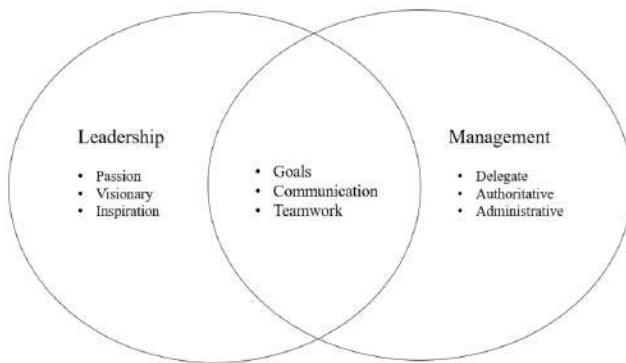 Leadership
• Passion
• Visionary
• Inspiration
• Goals
• Communication
• Teamwork
Management
• Delegate
• Authoritative
• Administrative